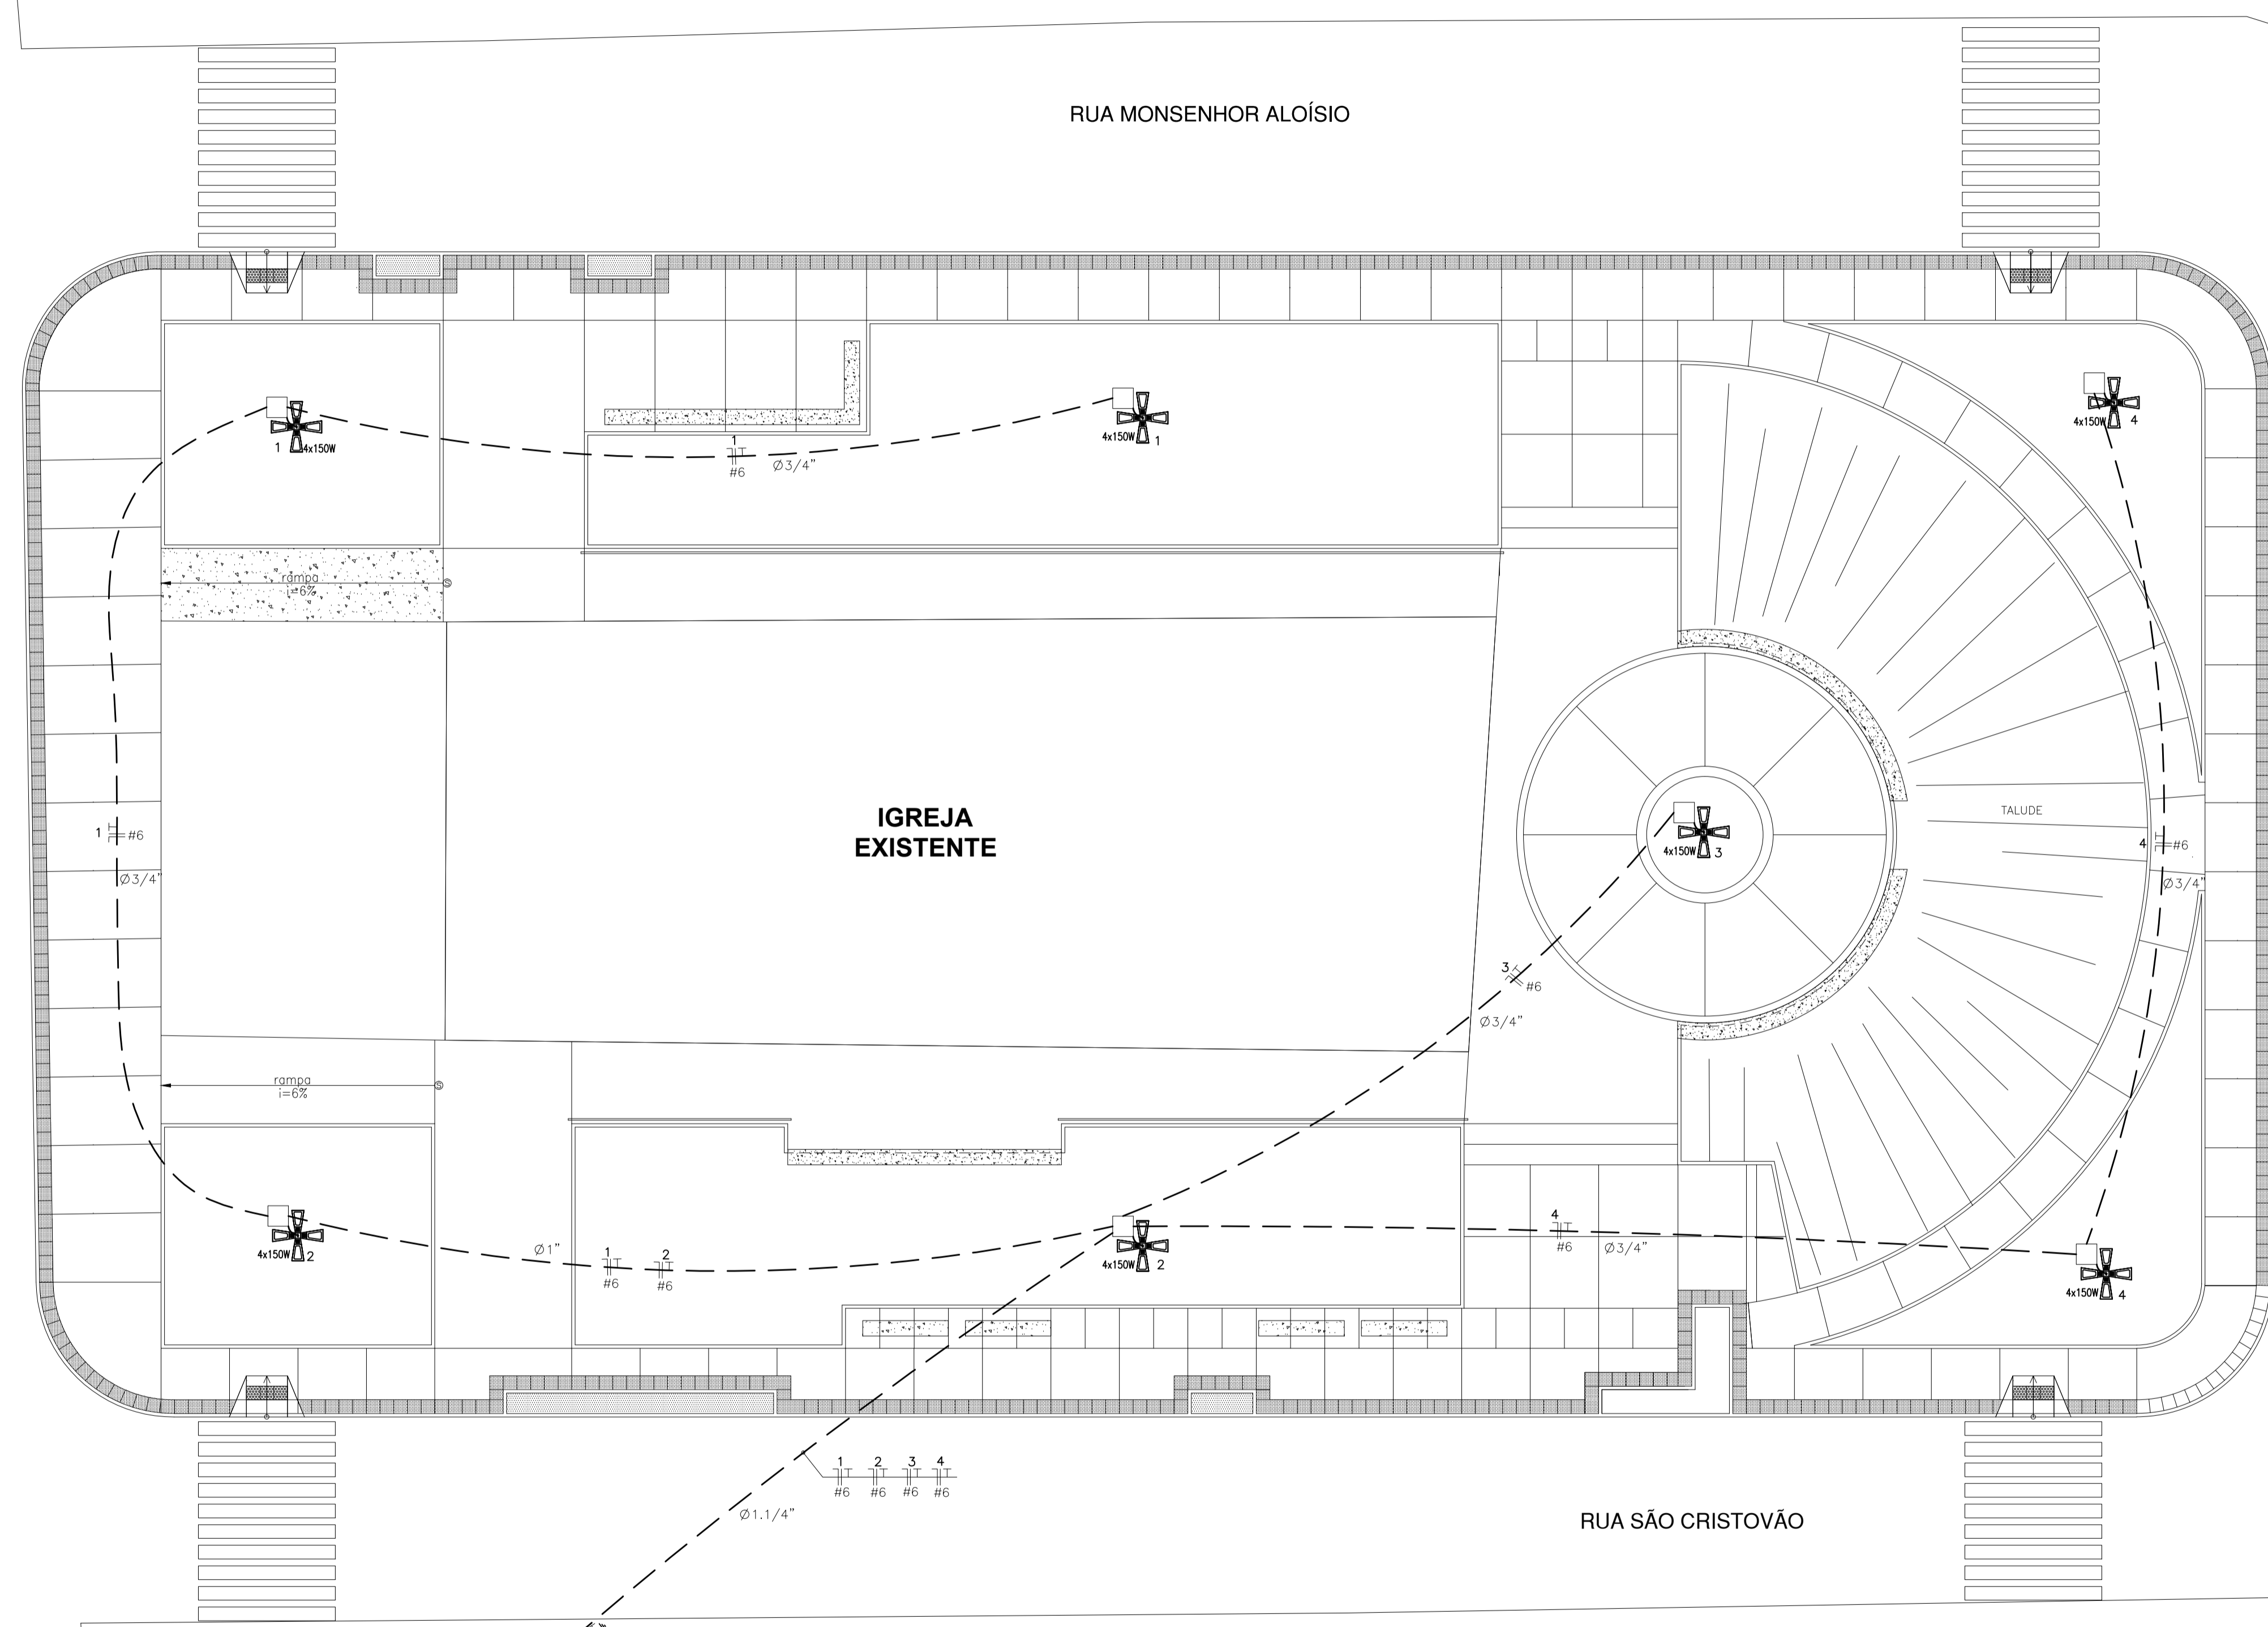 RUA MONSENHOR ALOÍSIO
1
4x150W
1
#6
Ø3/4"
4x150W
1
4x150W
4
rampa
i=6%
IGREJA
EXISTENTE
1
#6
Ø3/4"
4x150W
3
TALUDE
4
#6
Ø3/4"
3
#6
Ø3/4"
rampa
i=6%
4x150W
2
Ø1"
1
#6
2
#6
4x150W
2
4
#6
Ø3/4"
4x150W
4
1 2 3 4
#6 #6 #6 #6
Ø1.1/4"
RUA SÃO CRISTOVÃO